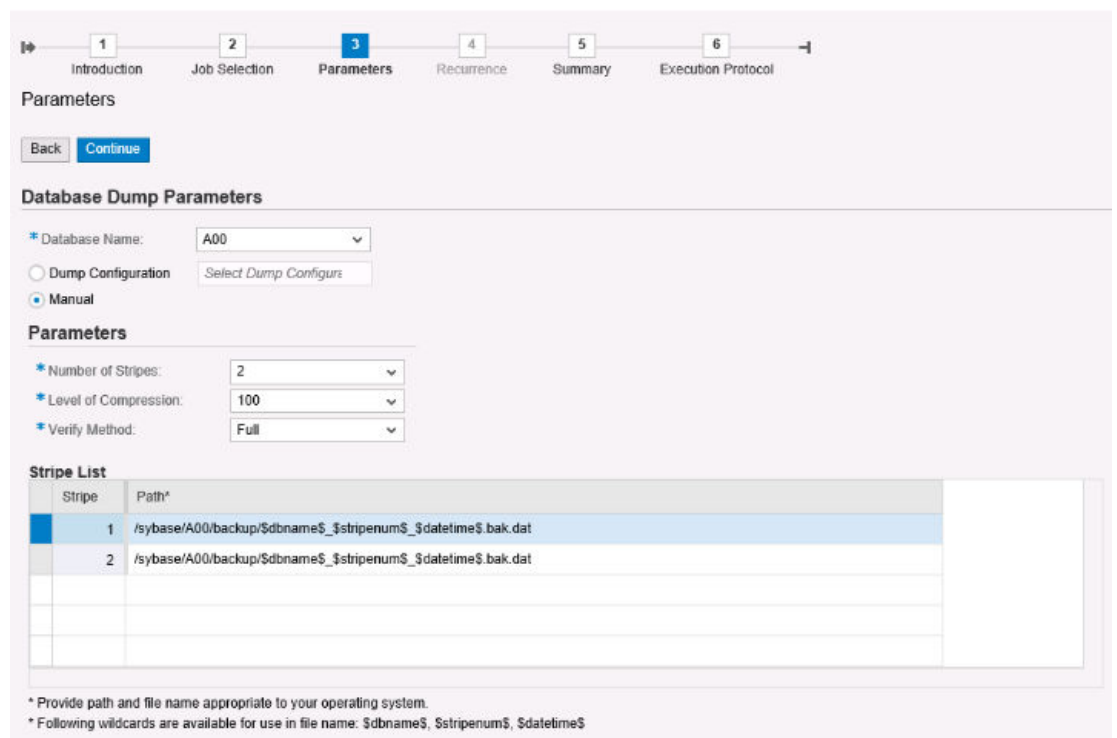 1 2 3 4 5 6
Introduction Job Selection Parameters Recurrence Summary Execution Protocol
Parameters
Back Continue
Database Dump Parameters
* Database Name: A00
Dump Configuration Select Dump Configura
Manual
Parameters
* Number of Stripes: 2
* Level of Compression: 100
* Verify Method: Full
Stripe List
Stripe Path*
1 /sybase/A00/backup/$dbname$_$stripenum$_$datetime$.bak.dat
2 /sybase/A00/backup/$dbname$_$stripenum$_$datetime$.bak.dat
* Provide path and file name appropriate to your operating system.
* Following wildcards are available for use in file name: $dbname$, $stripenum$, $datetime$